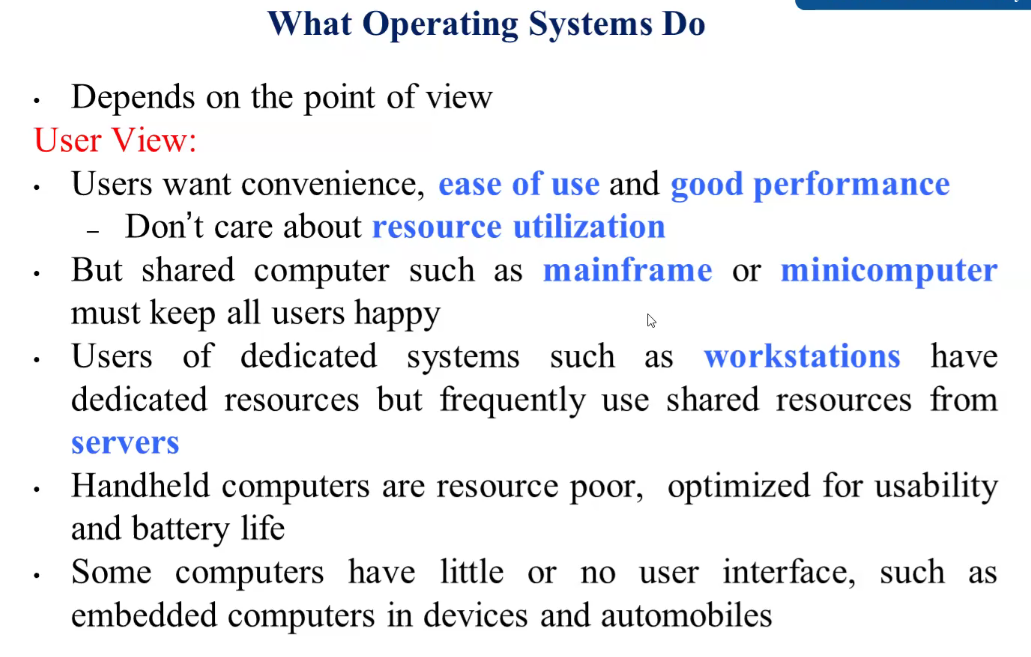 What Operating Systems Do
• Depends on the point of view
User View:
• Users want convenience, ease of use and good performance
– Don't care about resource utilization
• But shared computer such as mainframe or minicomputer
must keep all users happy
• Users of dedicated systems such as workstations have
dedicated resources but frequently use shared resources from
servers
• Handheld computers are resource poor, optimized for usability
and battery life
• Some computers have little or no user interface, such as
embedded computers in devices and automobiles